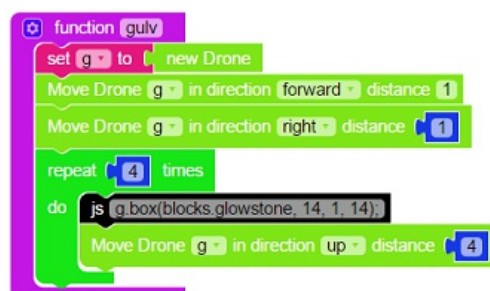 function gulv
set g to new Drone
Move Drone g in direction forward distance 1
Move Drone g in direction right distance 1
repeat 4 times
do js g.box(blocks.glowstone, 14, 1, 14);
Move Drone g in direction up distance 4